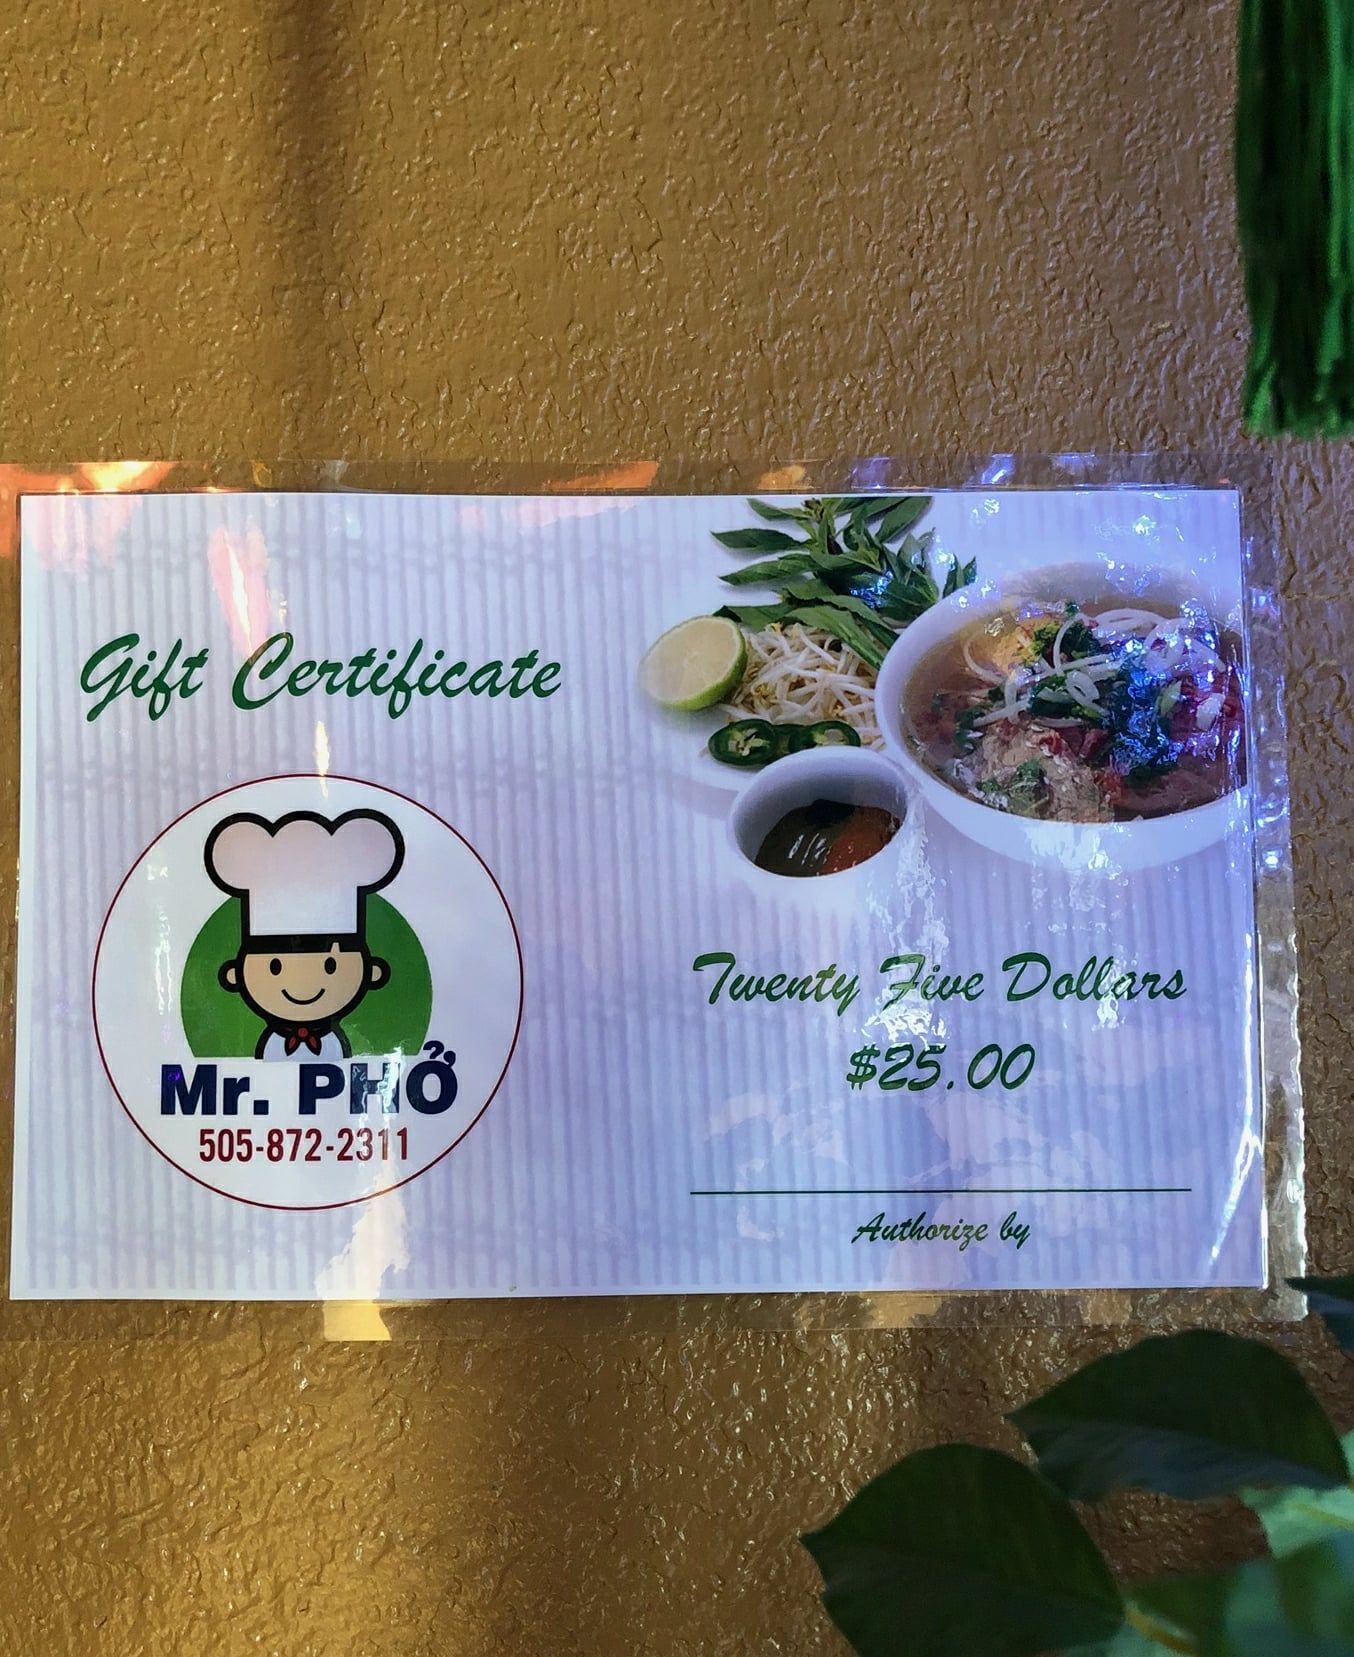 Gift Certificate
Mr. PHỞ
505-872-2311
Twenty Five Dollars
$25.00
Authorize by